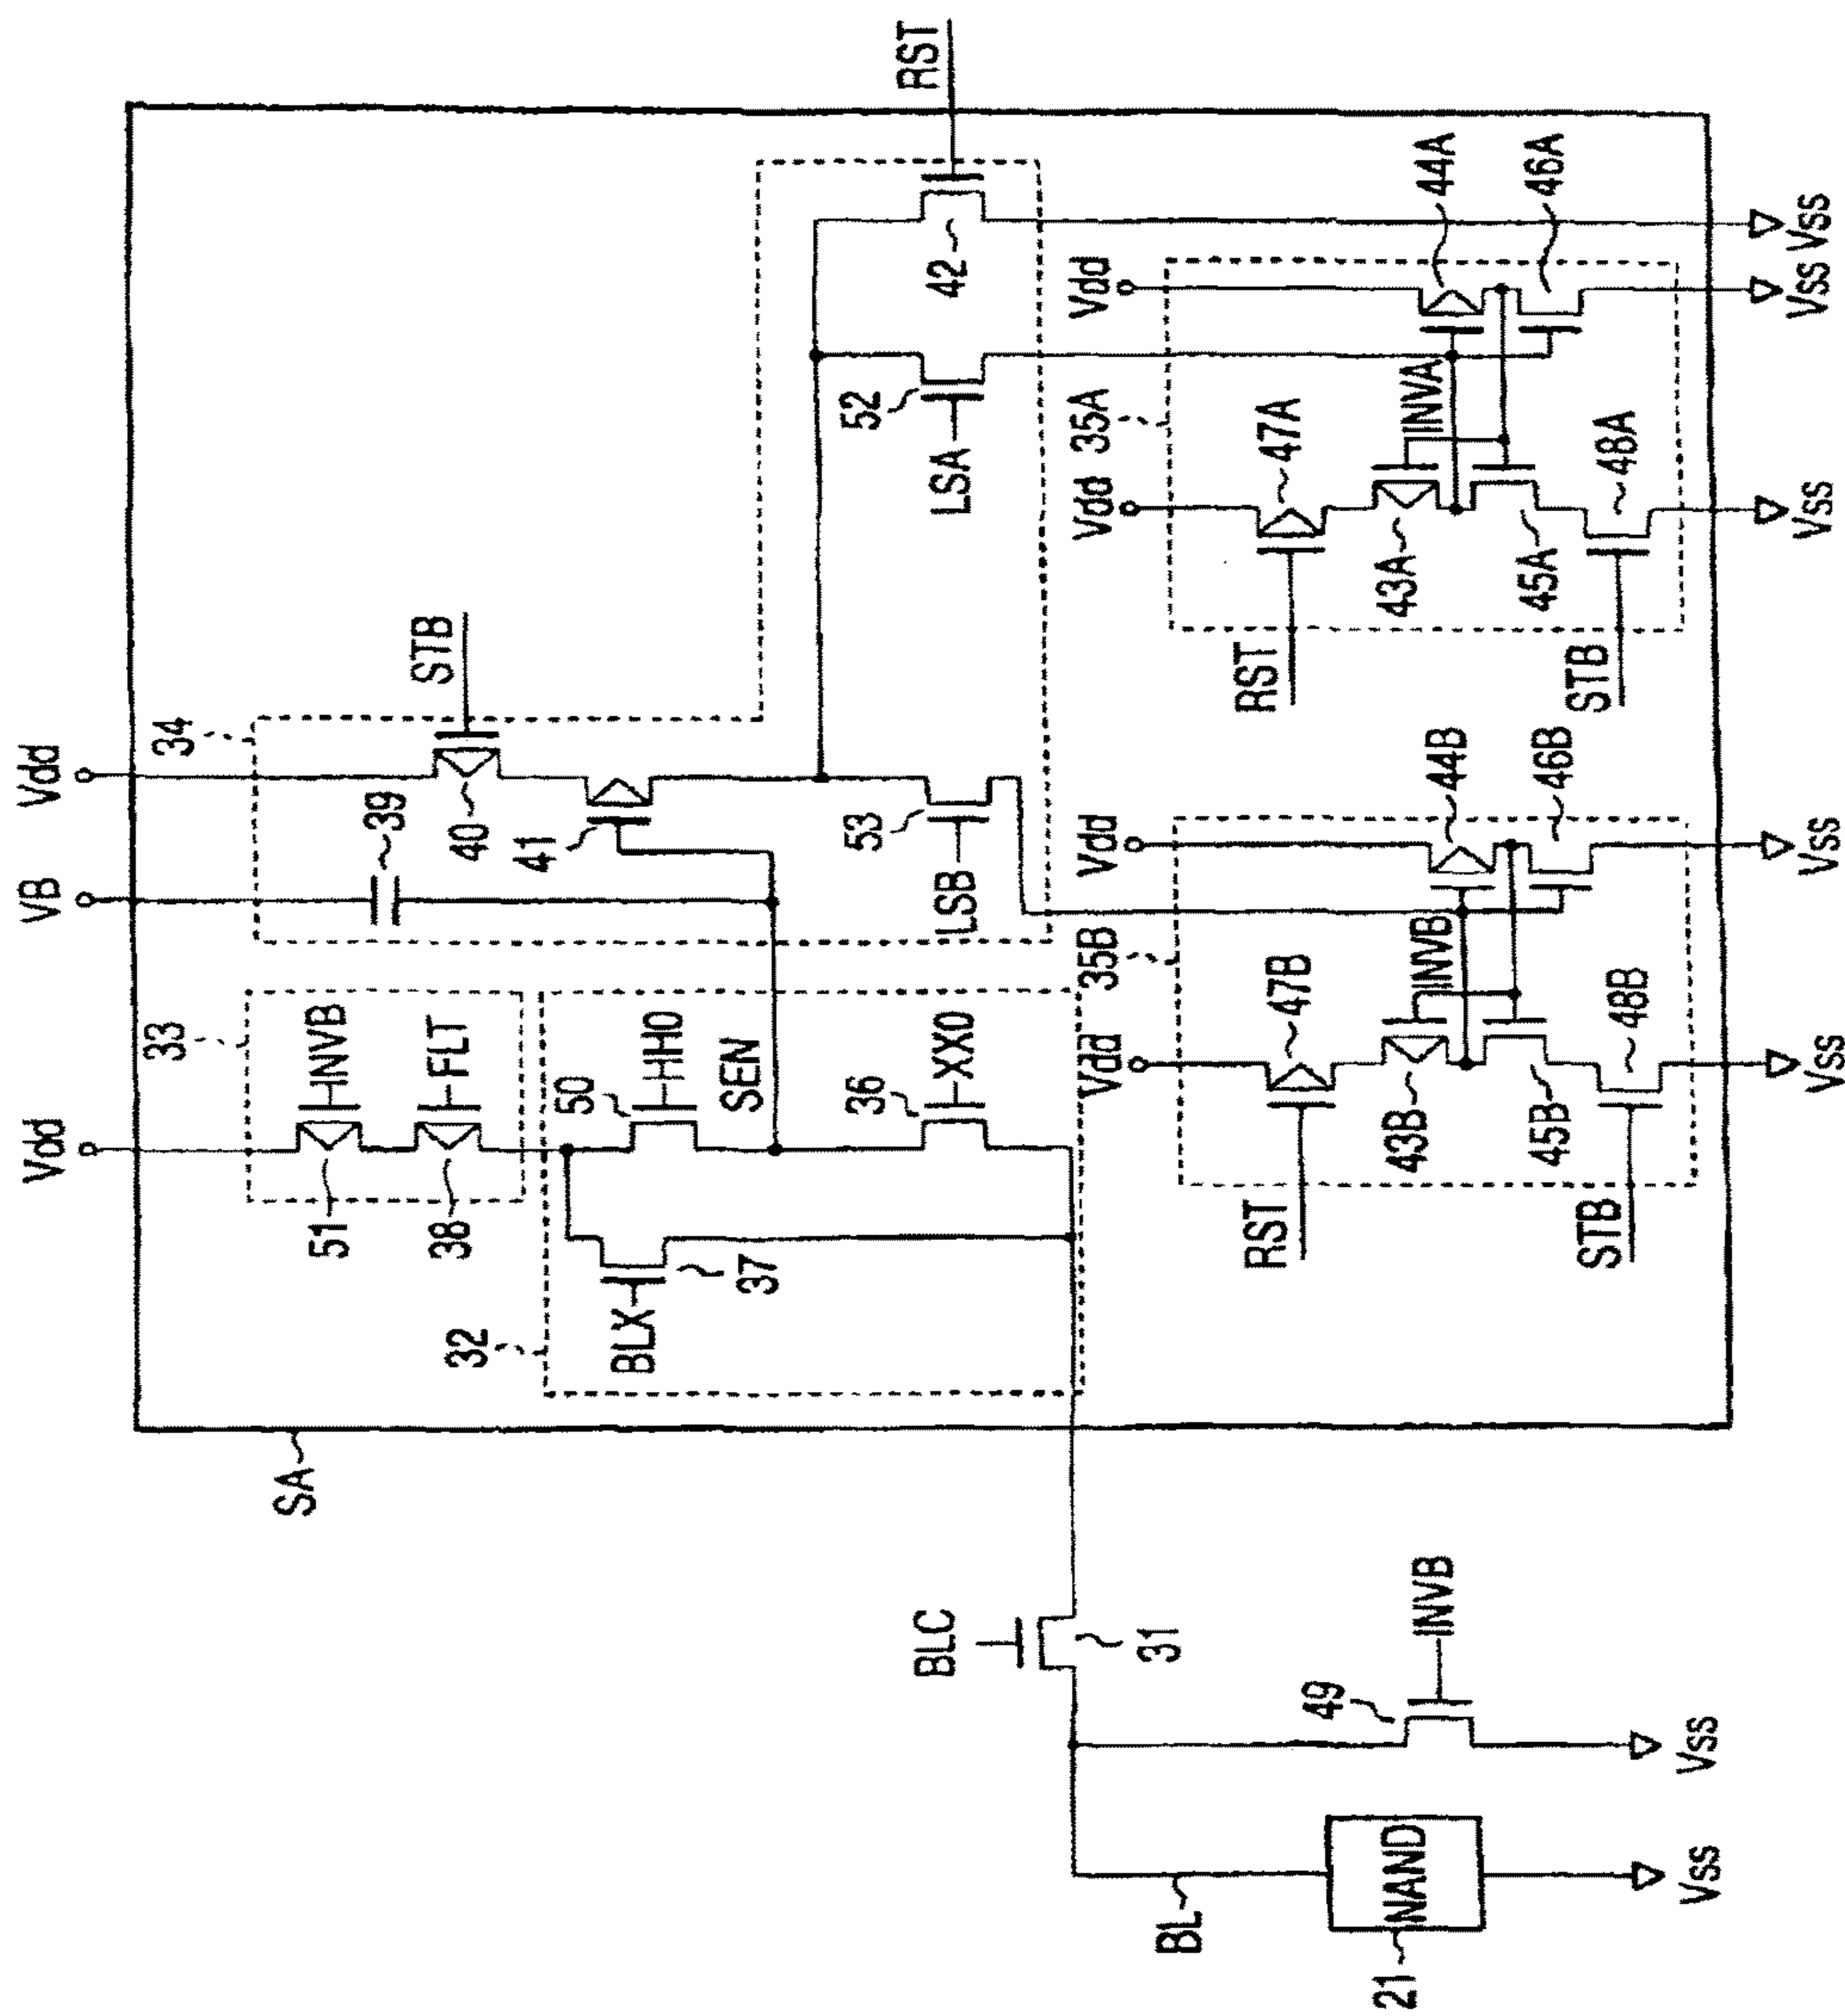 Vdd
VB
Vdd
33
34
INVB
FLT
51
38
39
40
STB
41
32
BLX
37
50
HHO
SEN
36
XXO
53
LSB
52
LSA
42
RST
SA
BLC
31
BL
21
NAND
Vss
49
INVB
Vss
35B
Vdd
Vdd
47B
RST
43B
INVB
44B
45B
46B
48B
STB
Vss
Vss
35A
Vdd
Vdd
47A
RST
43A
INVA
44A
45A
46A
48A
STB
Vss
Vss
Vss